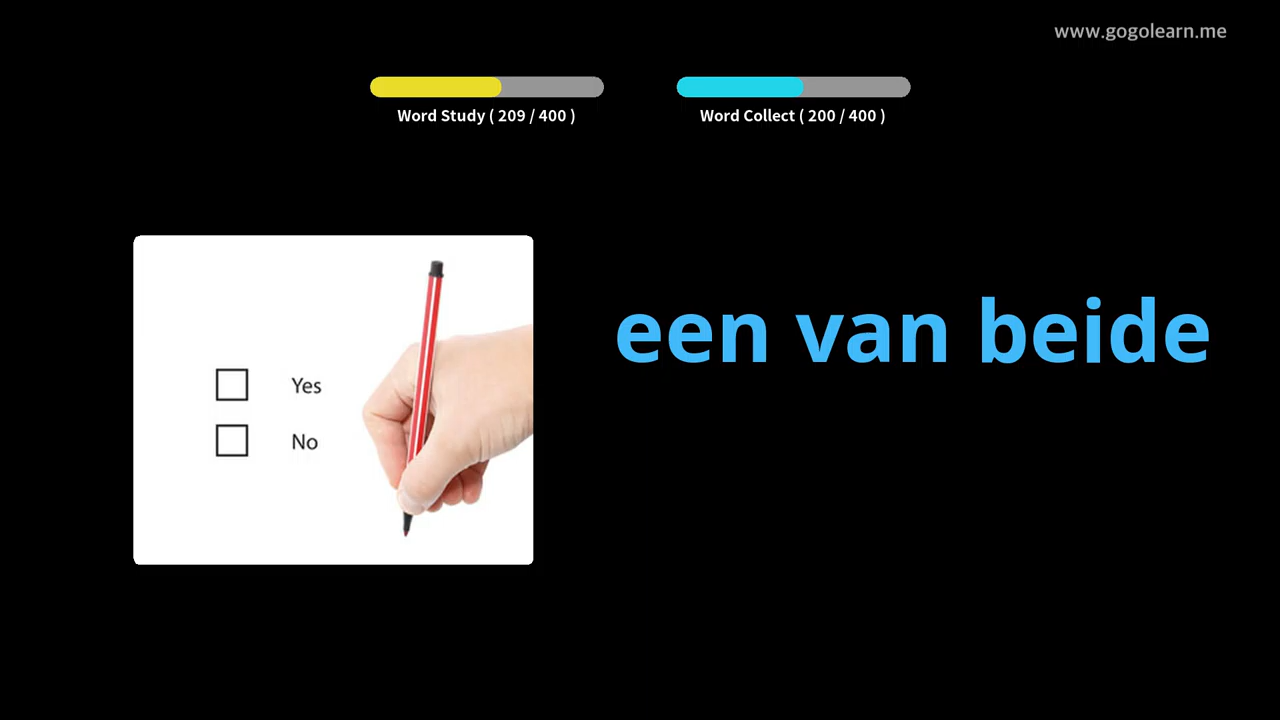 www.gogolearn.me
Word Study ( 209 / 400 )
Word Collect ( 200 / 400 )
een van beide
Yes
No